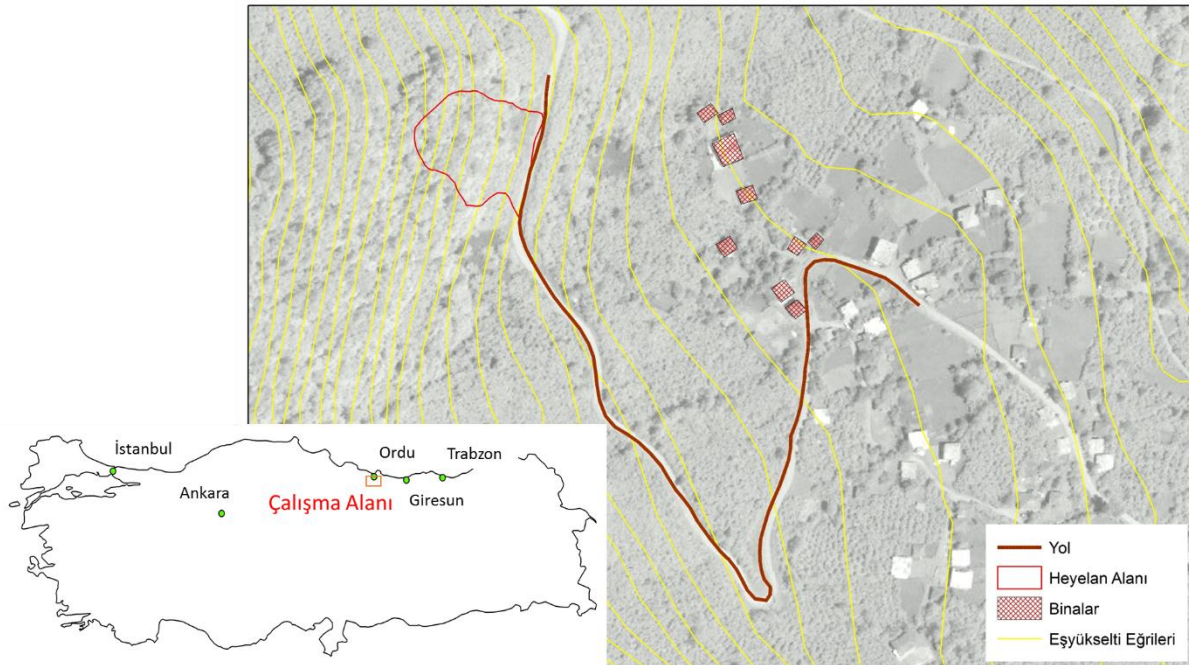 İstanbul
Ordu
Trabzon
Ankara
Çalışma Alanı
Giresun
Yol
Heyelan Alanı
Binalar
Eşyükselti Eğrileri